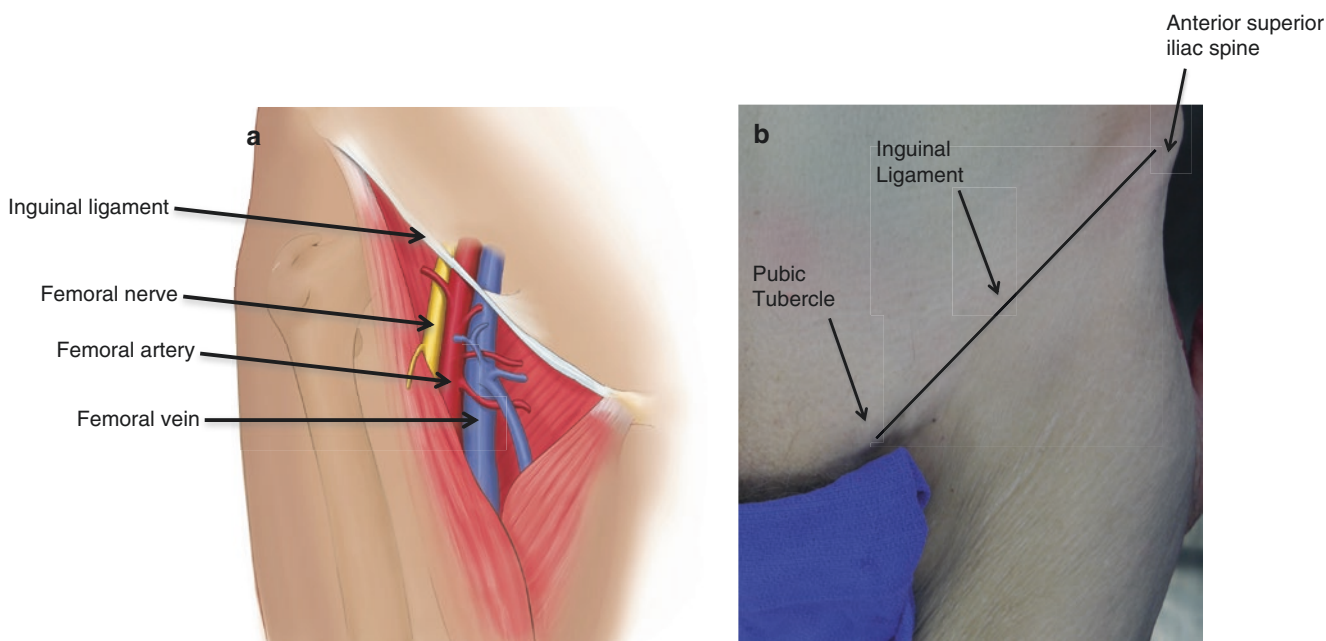 a
Inguinal ligament
Femoral nerve
Femoral artery
Femoral vein
b
Anterior superior
iliac spine
Inguinal
Ligament
Pubic
Tubercle